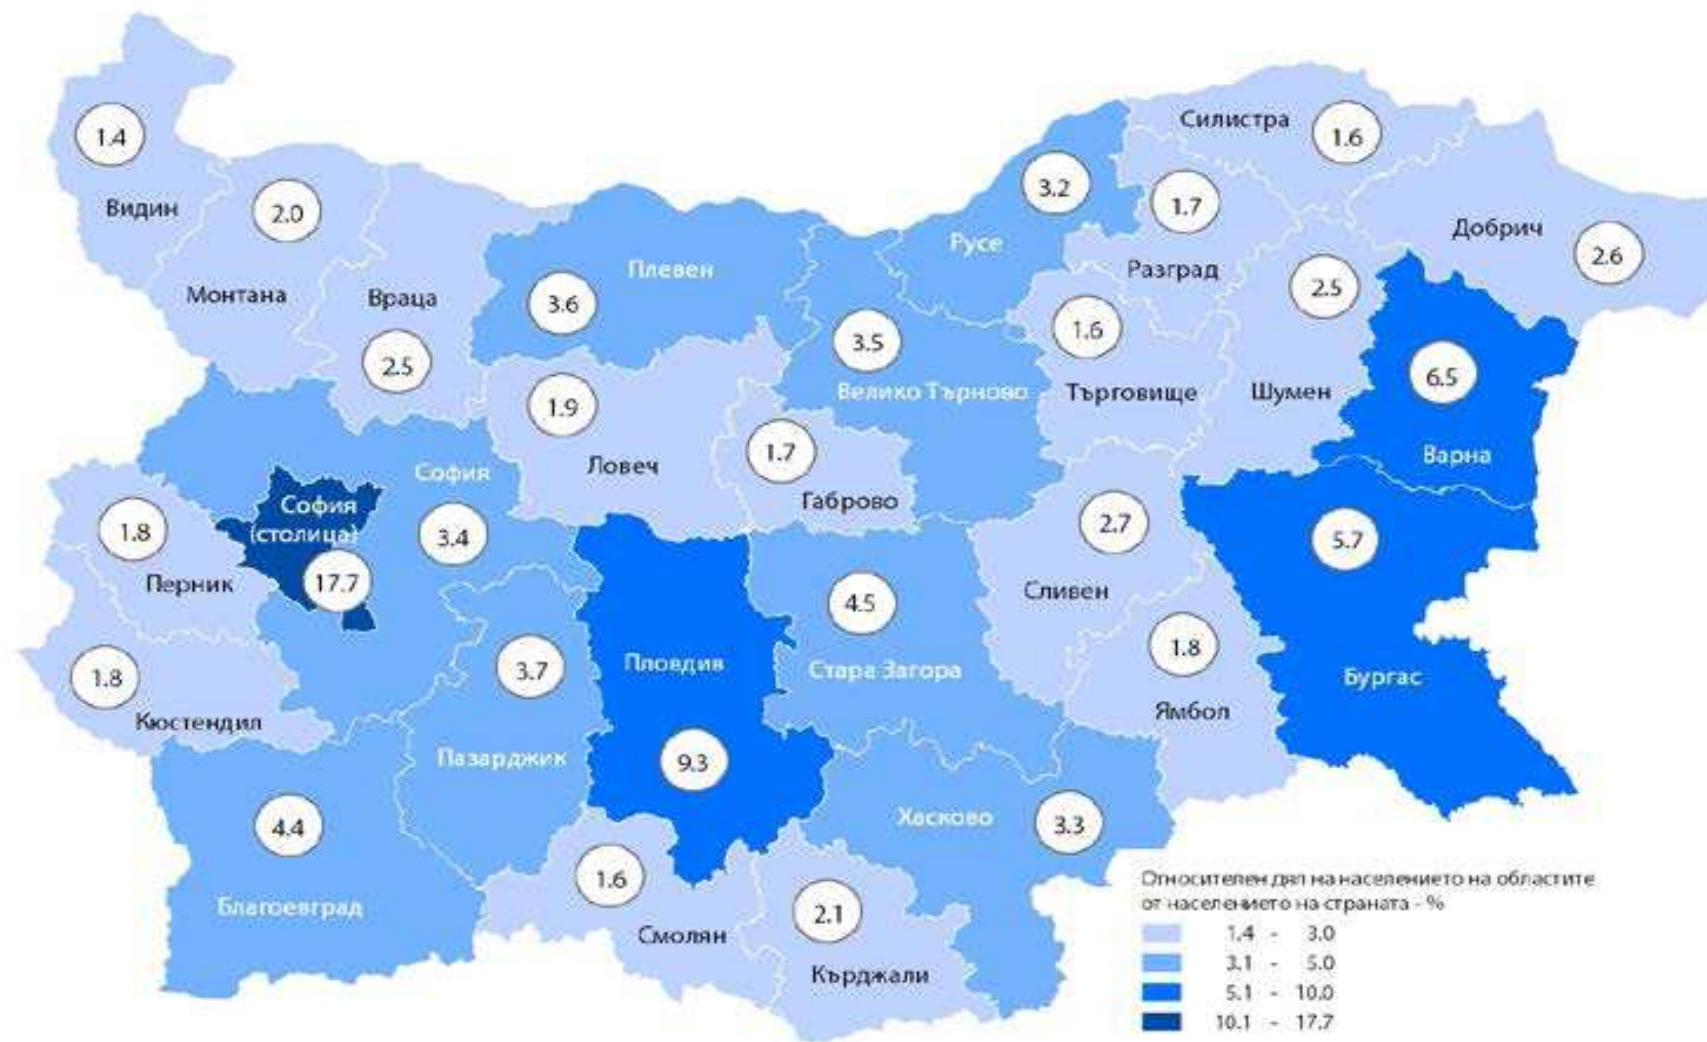 Силистра
1.6
1.4
3.2
1.7
Видин
2.0
Добрич
Русе
2.6
Плевен
Разград
2.5
Монтана
Враца
3.6
1.6
3.5
2.5
6.5
1.9
Велико Търново
Търговище
Шумен
1.7
Варна
София
Ловеч
Габрово
София
(столица)
2.7
1.8
3.4
5.7
Перник
17.7
Сливен
4.5
1.8
3.7
Пловдив
Стара Загора
1.8
Бургас
Кюстендил
Ямбол
Пазарджик
9.3
4.4
Хасково
3.3
1.6
Благоевград
2.1
Смолян
Кърджали
Относителен дял на населението на областите
от населението на страната - %
1.4 - 3.0
3.1 - 5.0
5.1 - 10.0
10.1 - 17.7